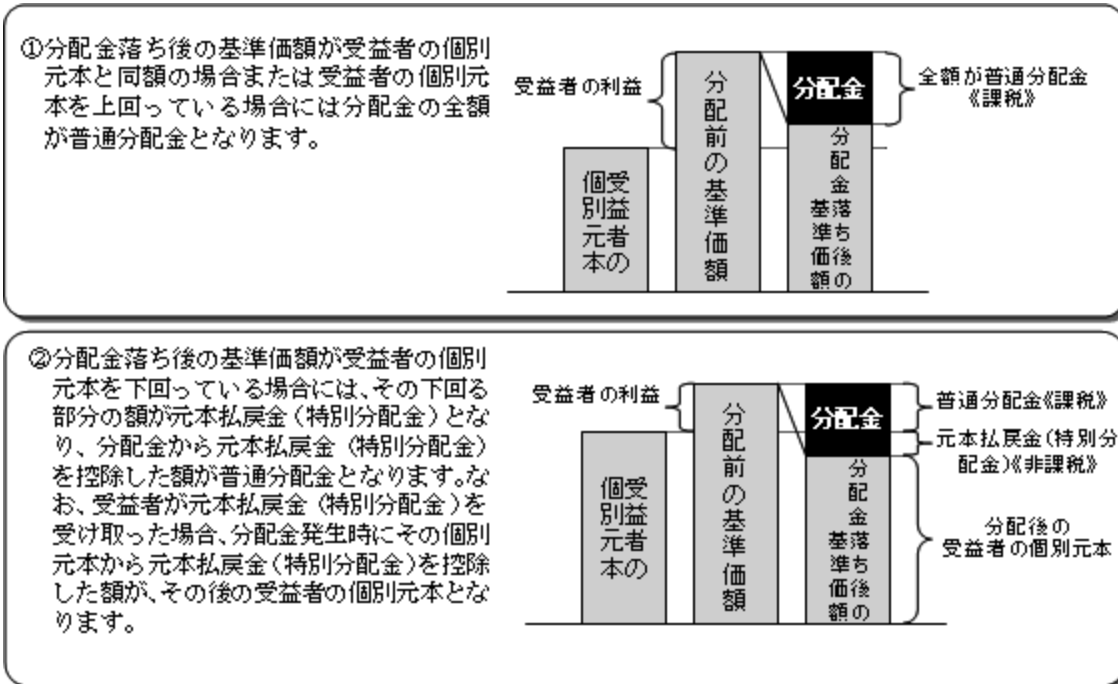 ①分配金落ち後の基準価額が受益者の個別
元本と同額の場合または受益者の個別元
本を上回っている場合には分配金の全額
が普通分配金となります。
受益者の利益
受益者の
個別元本
分配前の基準価額
分配金
分配金落ち後の
基準価額
全額が普通分配金
《課税》
②分配金落ち後の基準価額が受益者の個別
元本を下回っている場合には、その下回る
部分の額が元本払戻金(特別分配金)とな
り、分配金から元本払戻金(特別分配金)
を控除した額が普通分配金となります。な
お、受益者が元本払戻金(特別分配金)を
受け取った場合、分配金発生時にその個別
元本から元本払戻金(特別分配金)を控除
した額が、その後の受益者の個別元本とな
ります。
受益者の利益
受益者の
個別元本
分配前の基準価額
分配金
分配金落ち後の
基準価額
普通分配金《課税》
元本払戻金(特別分
配金)《非課税》
分配後の
受益者の個別元本